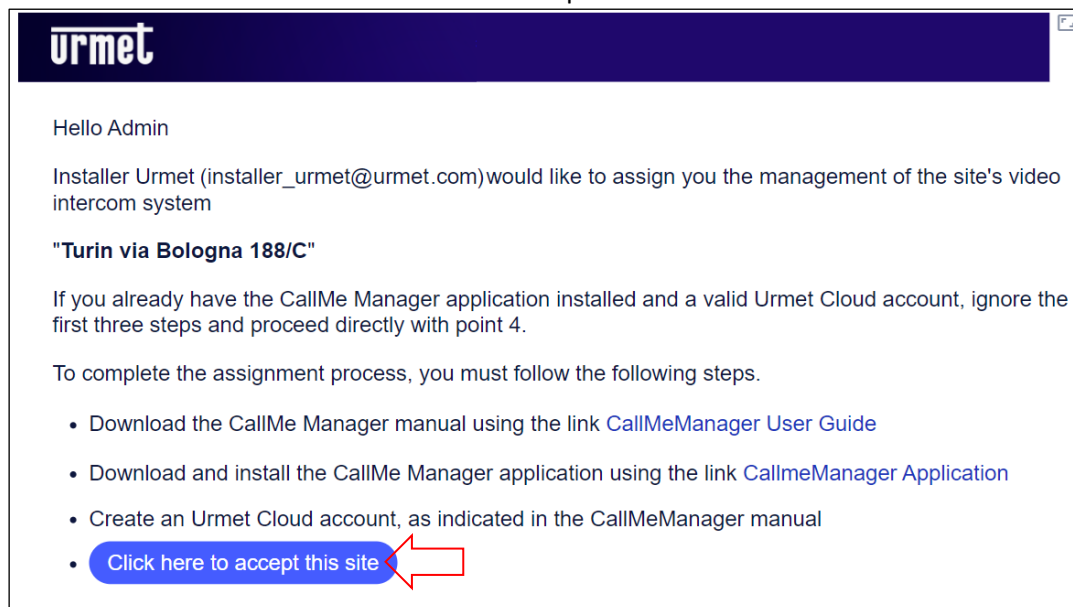 urmet
Hello Admin
Installer Urmet (installer_urmet@urmet.com)would like to assign you the management of the site's video
intercom system
"Turin via Bologna 188/C"
If you already have the CallMe Manager application installed and a valid Urmet Cloud account, ignore the
first three steps and proceed directly with point 4.
To complete the assignment process, you must follow the following steps.
• Download the CallMe Manager manual using the link CallMeManager User Guide
• Download and install the CallMe Manager application using the link CallmeManager Application
• Create an Urmet Cloud account, as indicated in the CallMeManager manual
• Click here to accept this site